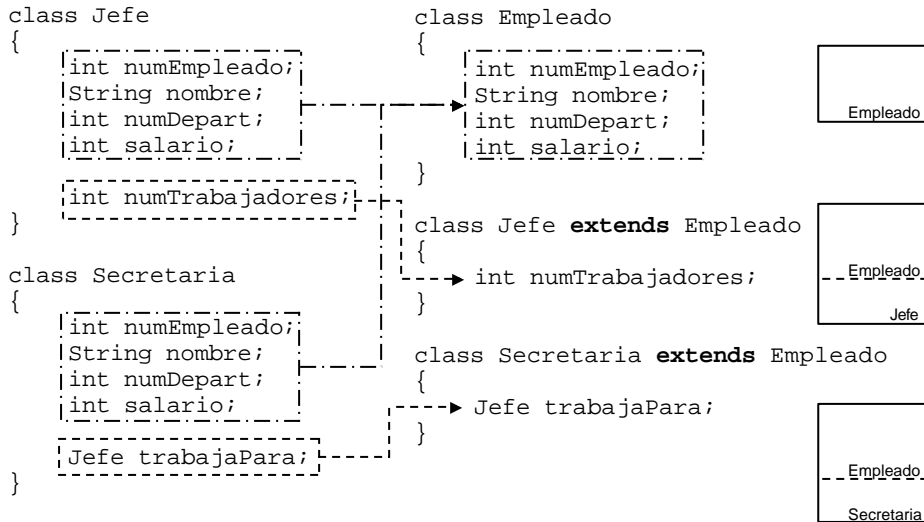 class Jefe
{
int numEmpleado;
String nombre;
int numDepart;
int salario;
int numTrabajadores;
}
class Secretaria
{
int numEmpleado;
String nombre;
int numDepart;
int salario;
Jefe trabajaPara;
}
class Empleado
{
int numEmpleado;
String nombre;
int numDepart;
int salario;
}
class Jefe extends Empleado
{
int numTrabajadores;
}
class Secretaria extends Empleado
{
Jefe trabajaPara;
}
Empleado
Empleado
Jefe
Empleado
Secretaria